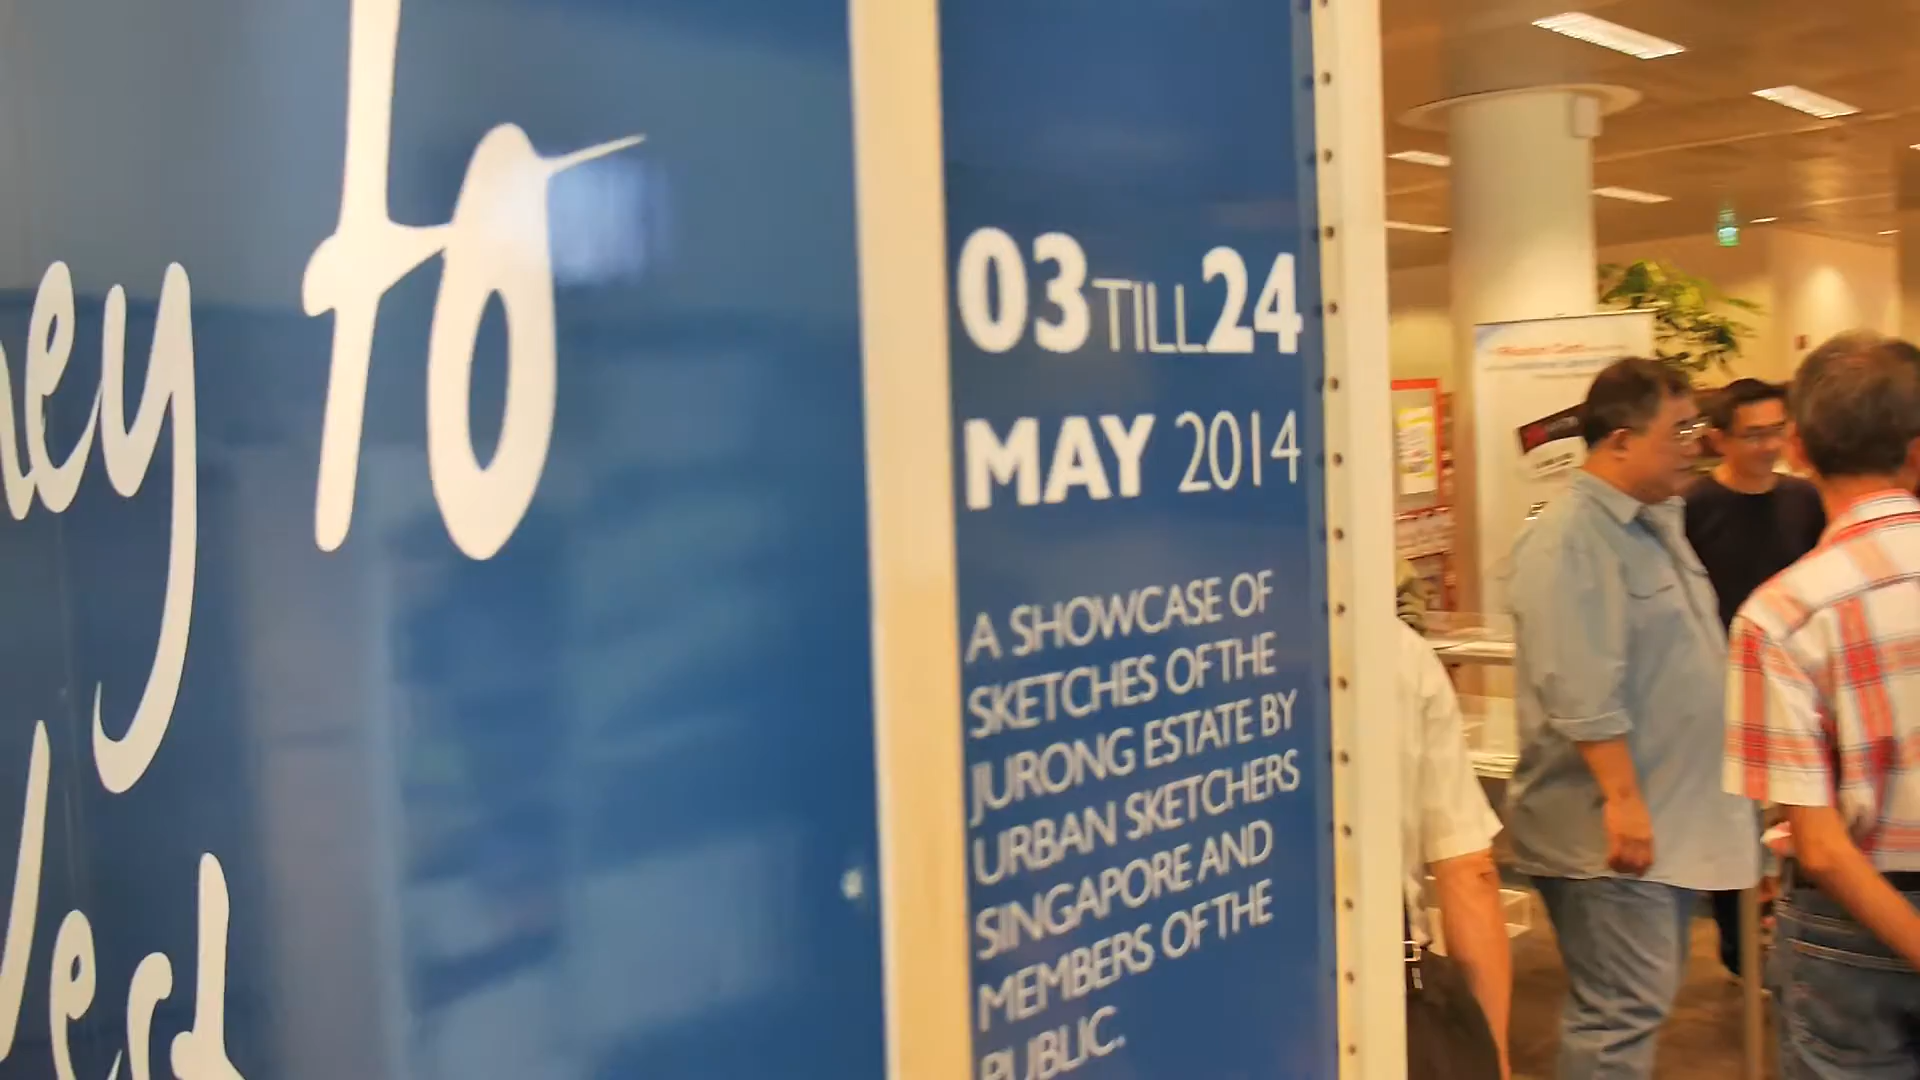 ney to
West
03 TILL 24
MAY 2014
A SHOWCASE OF
SKETCHES OF THE
JURONG ESTATE BY
URBAN SKETCHERS
SINGAPORE AND
MEMBERS OF THE
PUBLIC.